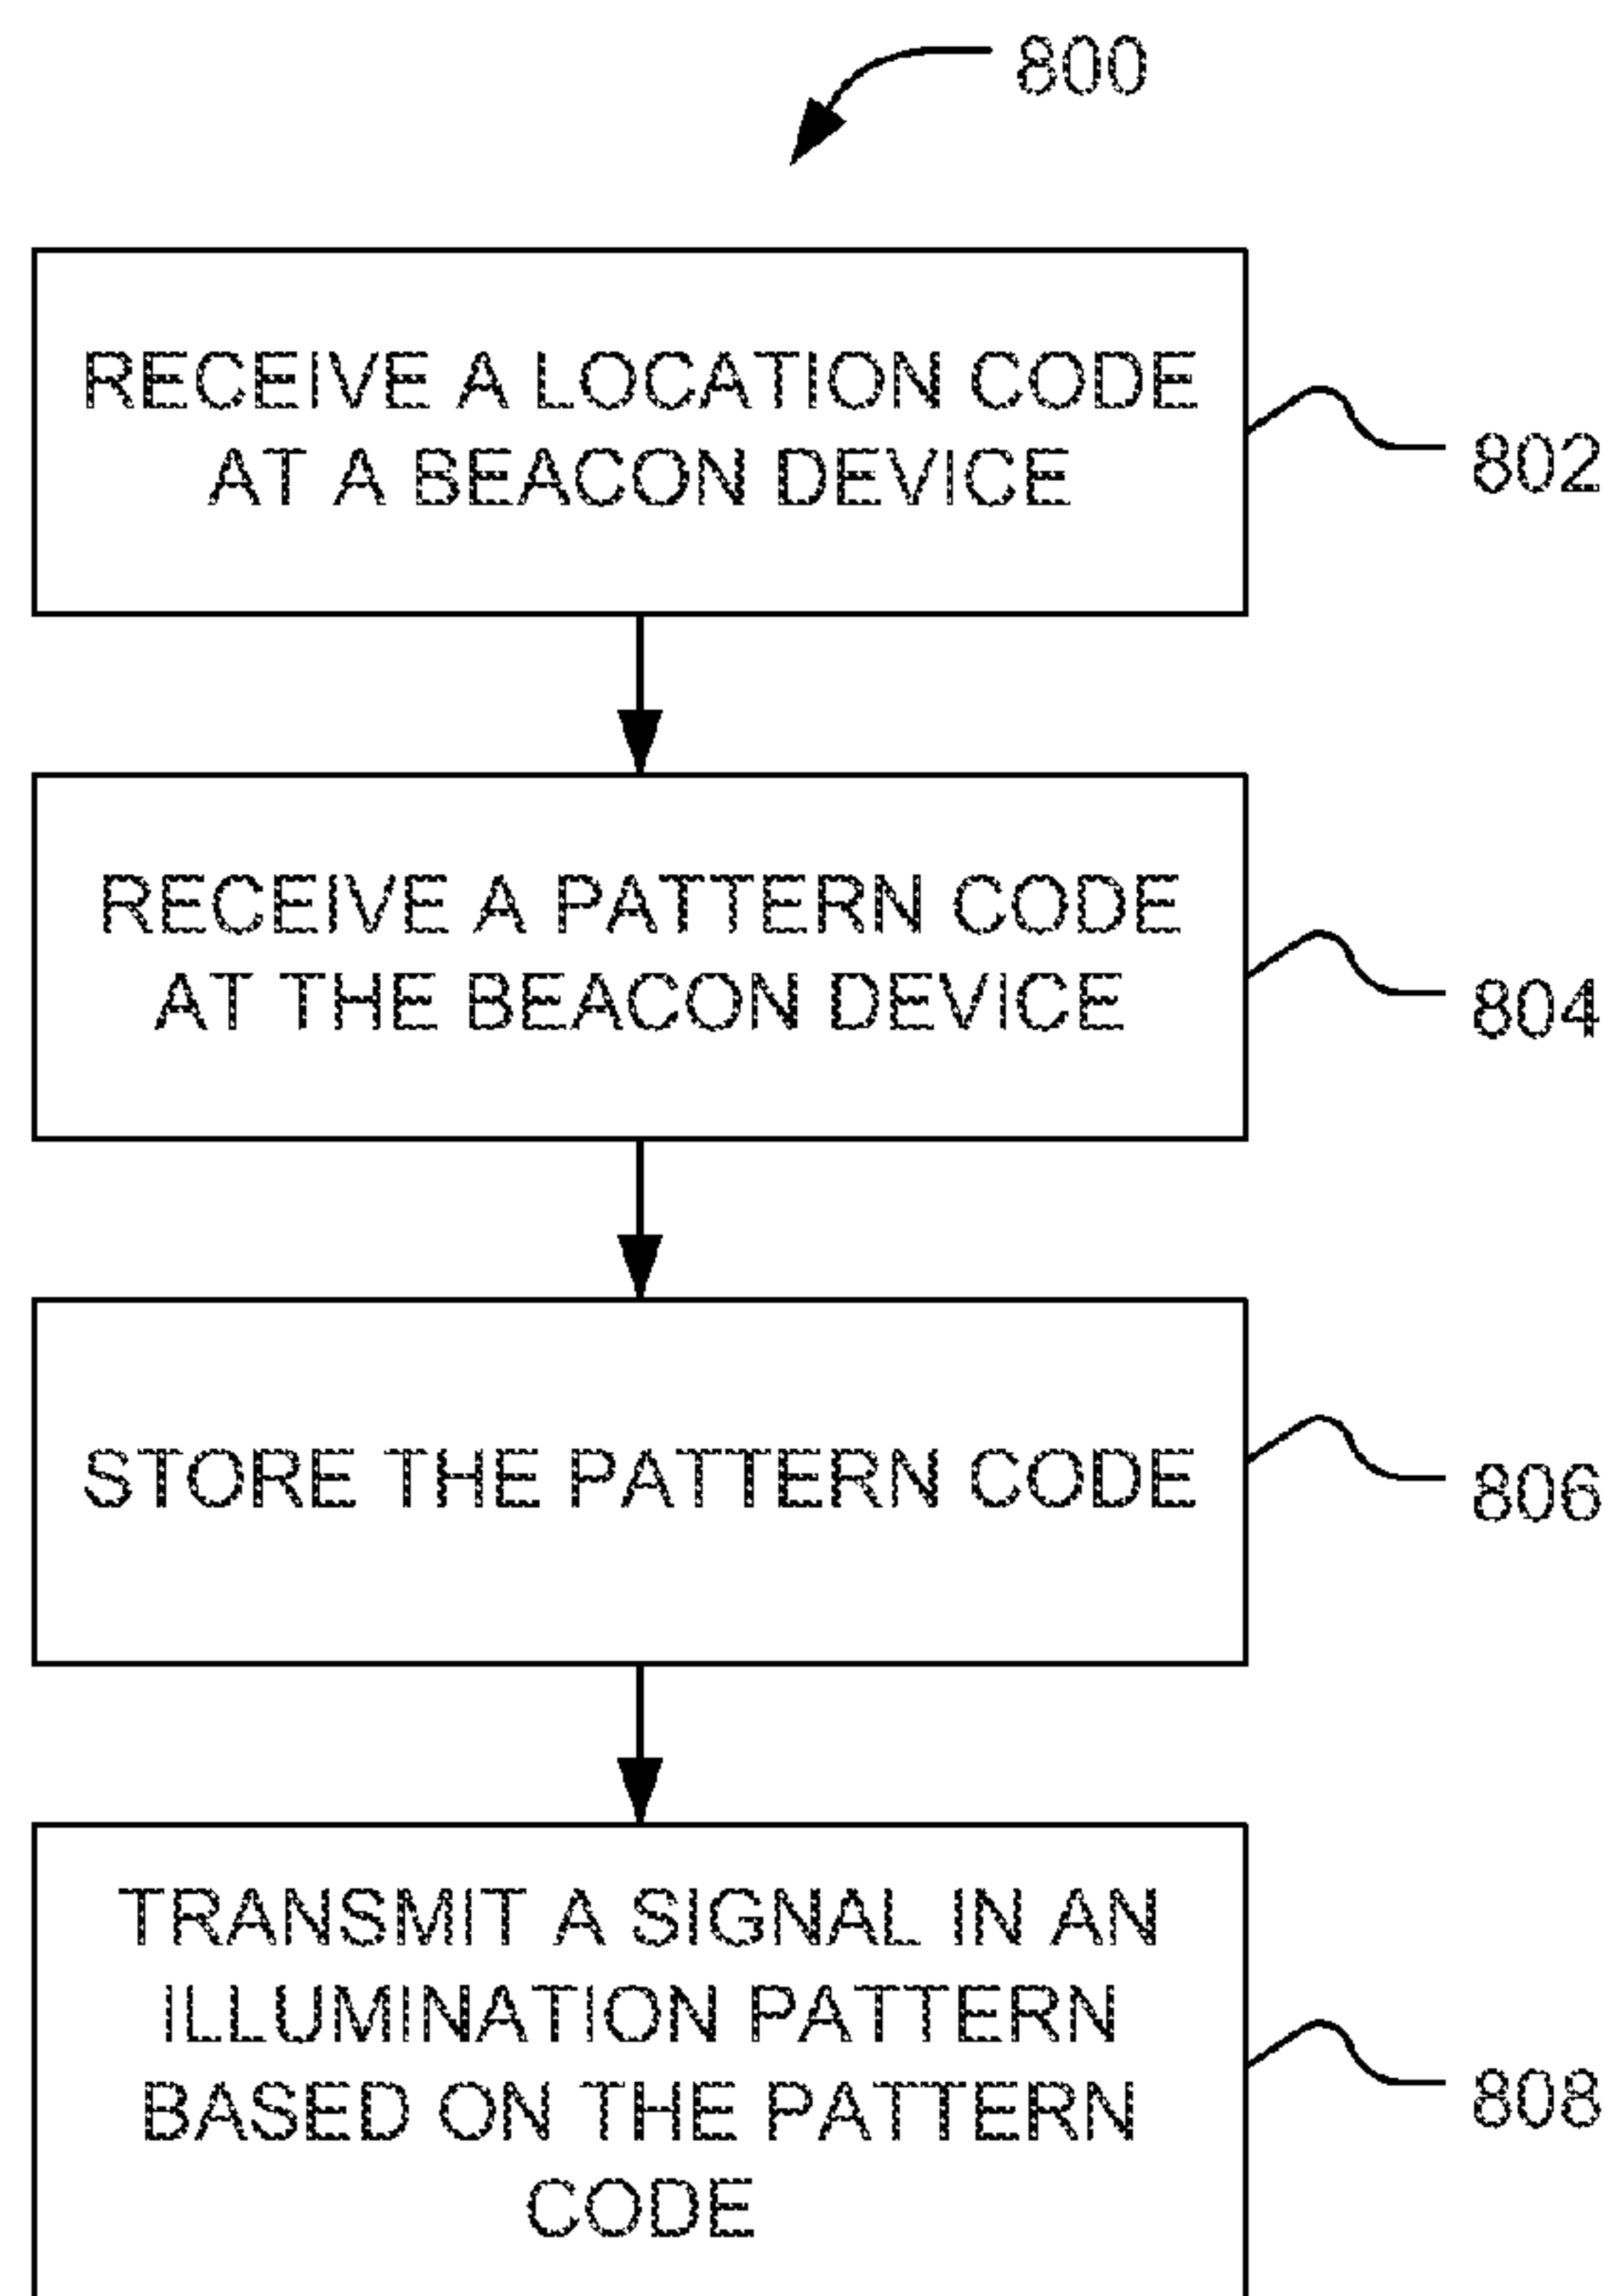 800
RECEIVE A LOCATION CODE
AT A BEACON DEVICE
802
RECEIVE A PATTERN CODE
AT THE BEACON DEVICE
804
STORE THE PATTERN CODE
806
TRANSMIT A SIGNAL IN AN
ILLUMINATION PATTERN
BASED ON THE PATTERN
CODE
808